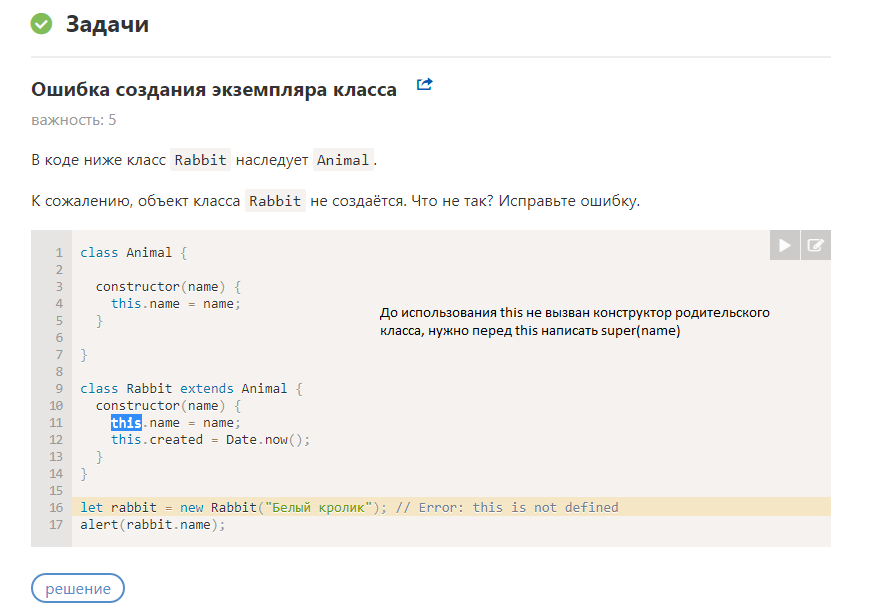 Задачи
Ошибка создания экземпляра класса
важность: 5
В коде ниже класс Rabbit наследует Animal.
К сожалению, объект класса Rabbit не создаётся. Что не так? Исправьте ошибку.
1 class Animal {
2
3   constructor(name) {
4     this.name = name;
5   }
6
7 }
8
9 class Rabbit extends Animal {
10   constructor(name) {
11     this.name = name;
12     this.created = Date.now();
13   }
14 }
15
16 let rabbit = new Rabbit("Белый кролик"); // Error: this is not defined
17 alert(rabbit.name);
До использования this не вызван конструктор родительского
класса, нужно перед this написать super(name)
решение